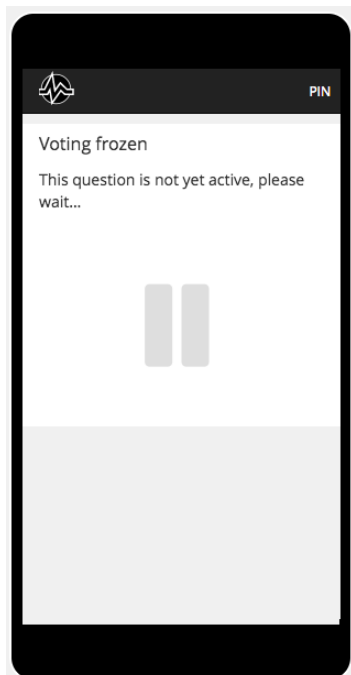 PIN
Voting frozen
This question is not yet active, please
wait...